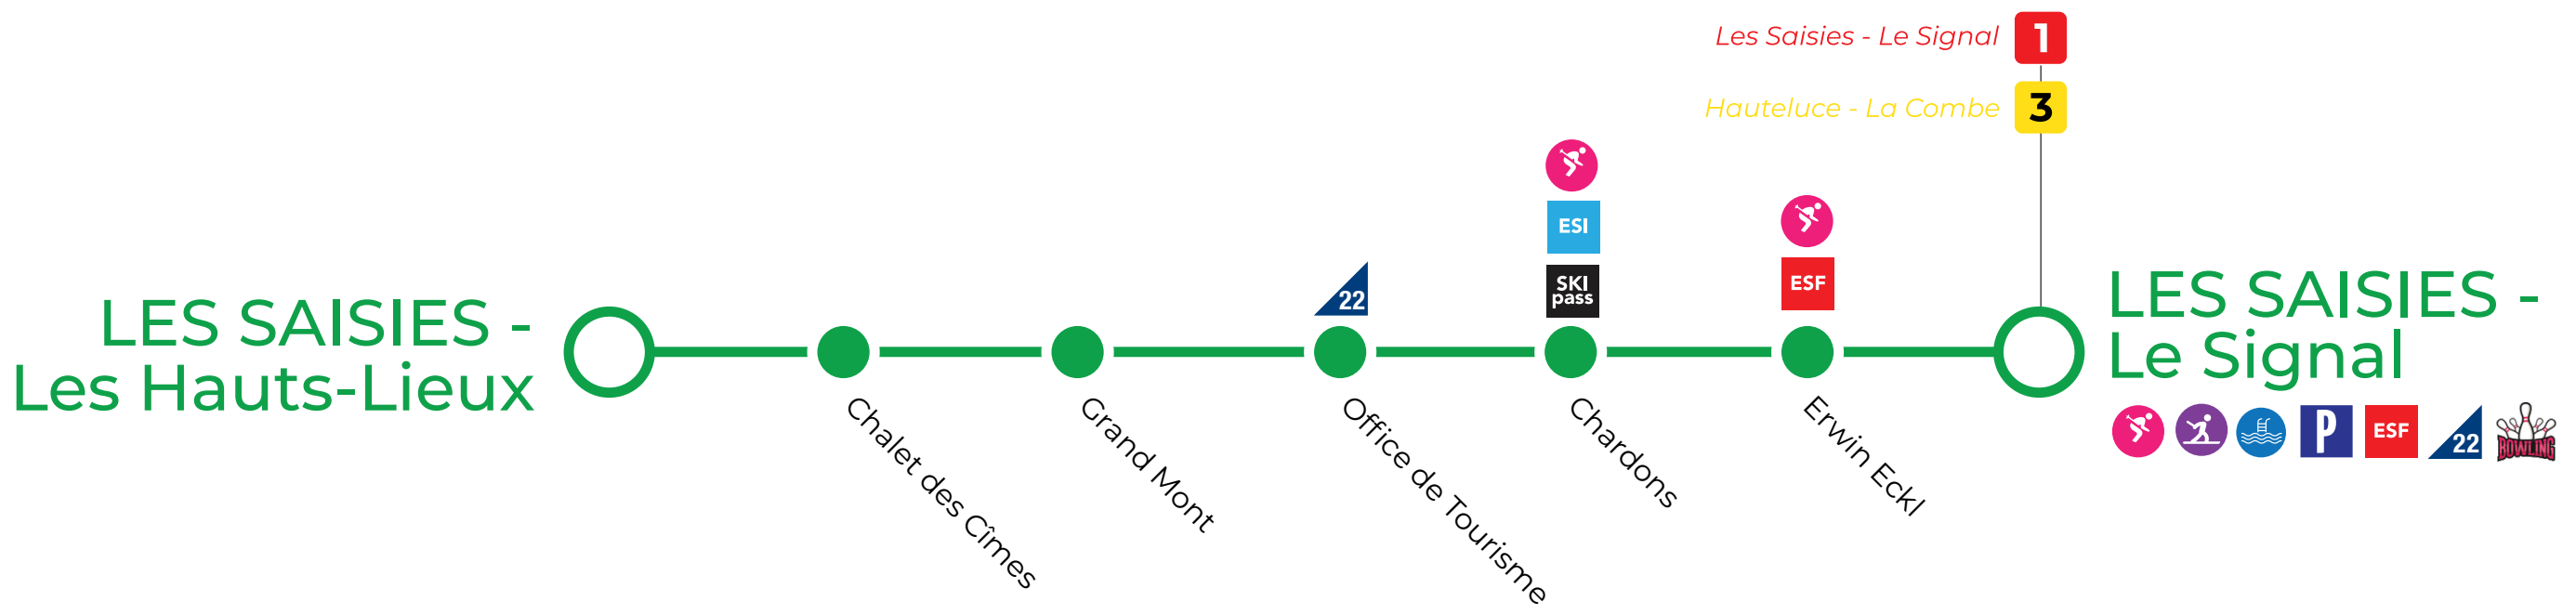 Les Saisies - Le Signal 1
Hauteluce - La Combe 3
ESI
SKI
pass
ESF
22
LES SAISIES -
Les Hauts-Lieux
LES SAISIES -
Le Signal
P
ESF
22
BOWLING
Chalet des Cîmes
Grand Mont
Office de Tourisme
Chardons
Erwin Eckl